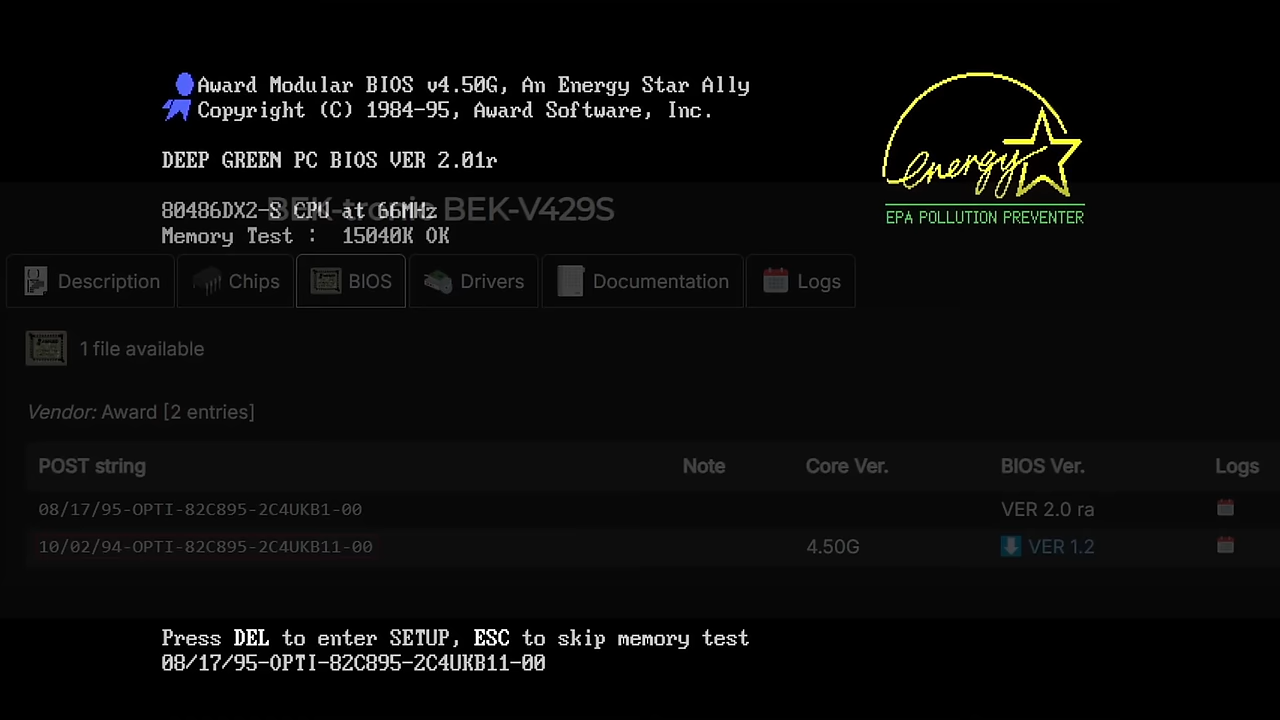 Award Modular BIOS v4.50G, An Energy Star Ally
Copyright (C) 1984-95, Award Software, Inc.
energy
EPA POLLUTION PREVENTER
DEEP GREEN PC BIOS VER 2.01r
80486DX2-S CPU at 66MHz
BEK-tronic BEK-V429S
Memory Test : 15040K OK
Description Chips BIOS Drivers Documentation Logs
1 file available
Vendor: Award [2 entries]
POST string Note Core Ver. BIOS Ver. Logs
08/17/95-OPTI-82C895-2C4UKB1-00 VER 2.0 ra
10/02/94-OPTI-82C895-2C4UKB11-00 4.50G VER 1.2
Press DEL to enter SETUP, ESC to skip memory test
08/17/95-OPTI-82C895-2C4UKB11-00